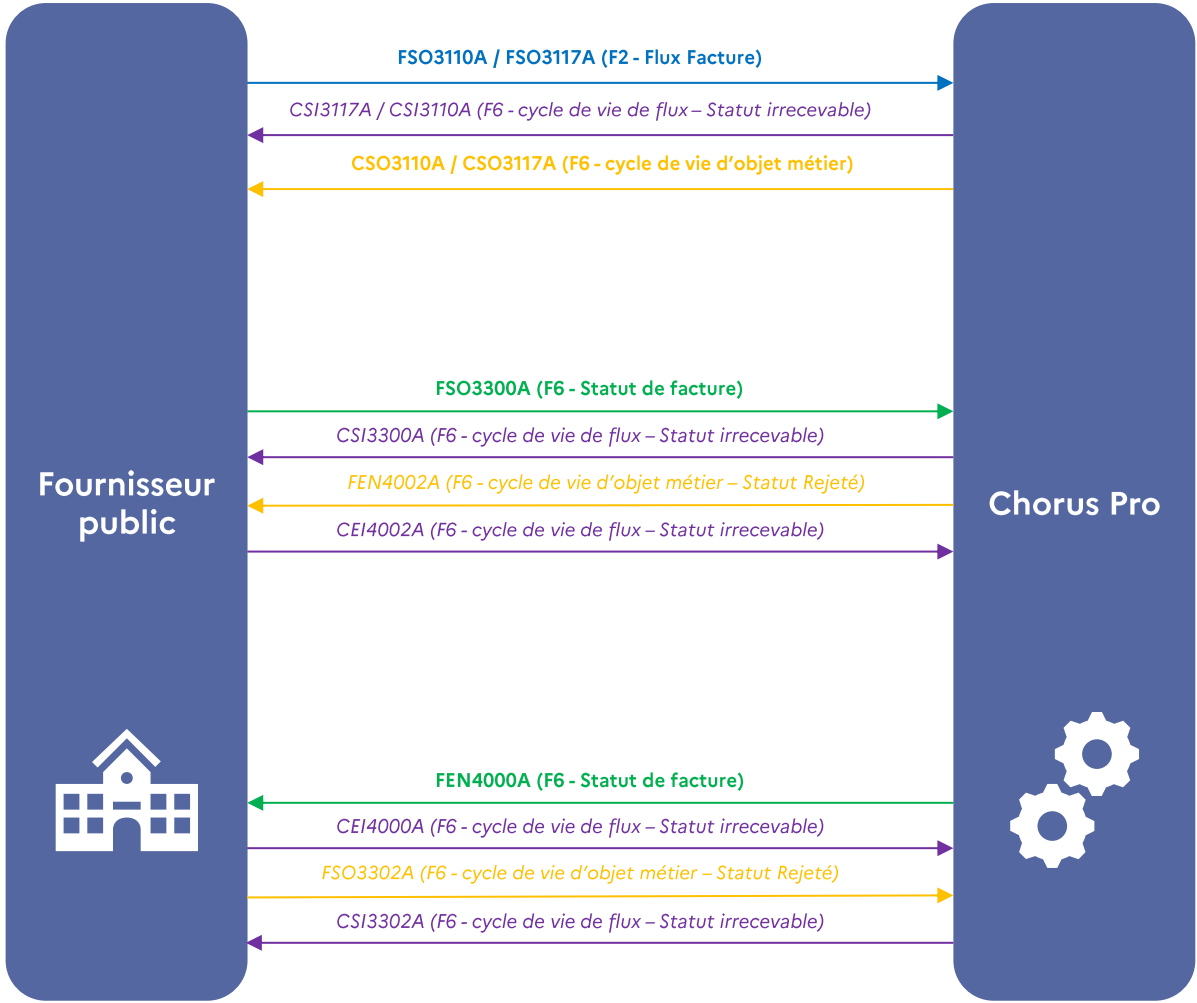 FSO3110A / FSO3117A (F2 - Flux Facture)
CSI3117A / CSI3110A (F6 - cycle de vie de flux – Statut irrecevable)
CSO3110A / CSO3117A (F6 - cycle de vie d’objet métier)
FSO3300A (F6 - Statut de facture)
CSI3300A (F6 - cycle de vie de flux – Statut irrecevable)
FEN4002A (F6 - cycle de vie d’objet métier – Statut Rejeté)
CEI4002A (F6 - cycle de vie de flux – Statut irrecevable)
Fournisseur
public
Chorus Pro
FEN4000A (F6 - Statut de facture)
CEI4000A (F6 - cycle de vie de flux – Statut irrecevable)
FSO3302A (F6 - cycle de vie d’objet métier – Statut Rejeté)
CSI3302A (F6 - cycle de vie de flux – Statut irrecevable)